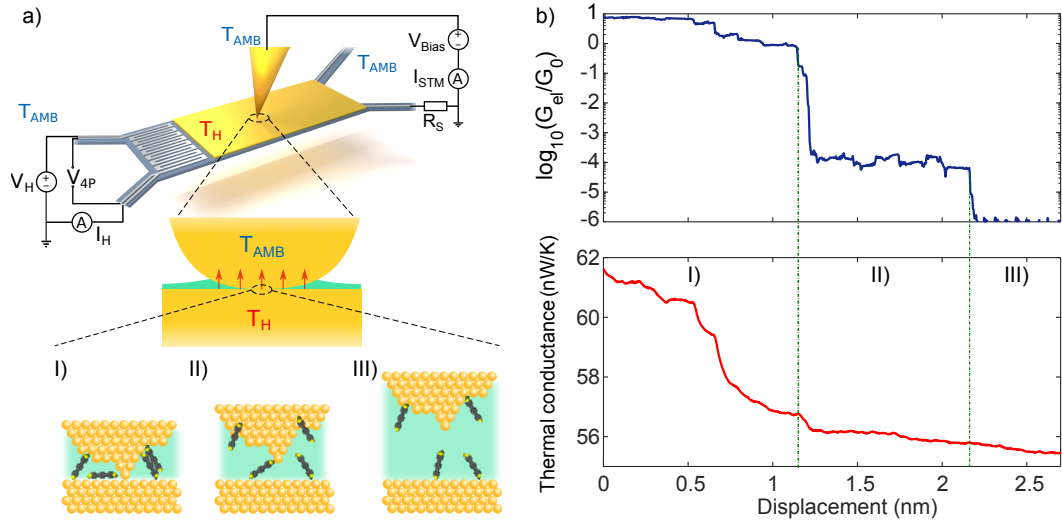 a)
T_AMB
V_Bias
T_AMB
I_STM
T_AMB
T_H
R_S
V_H
V_4P
I_H
A
A
T_AMB
T_H
I)
II)
III)
b)
log₁₀(G_el/G₀)
1
0
-1
-2
-3
-4
-5
-6
Thermal conductance (nW/K)
62
60
58
56
I)
II)
III)
0
0.5
1
1.5
2
2.5
Displacement (nm)